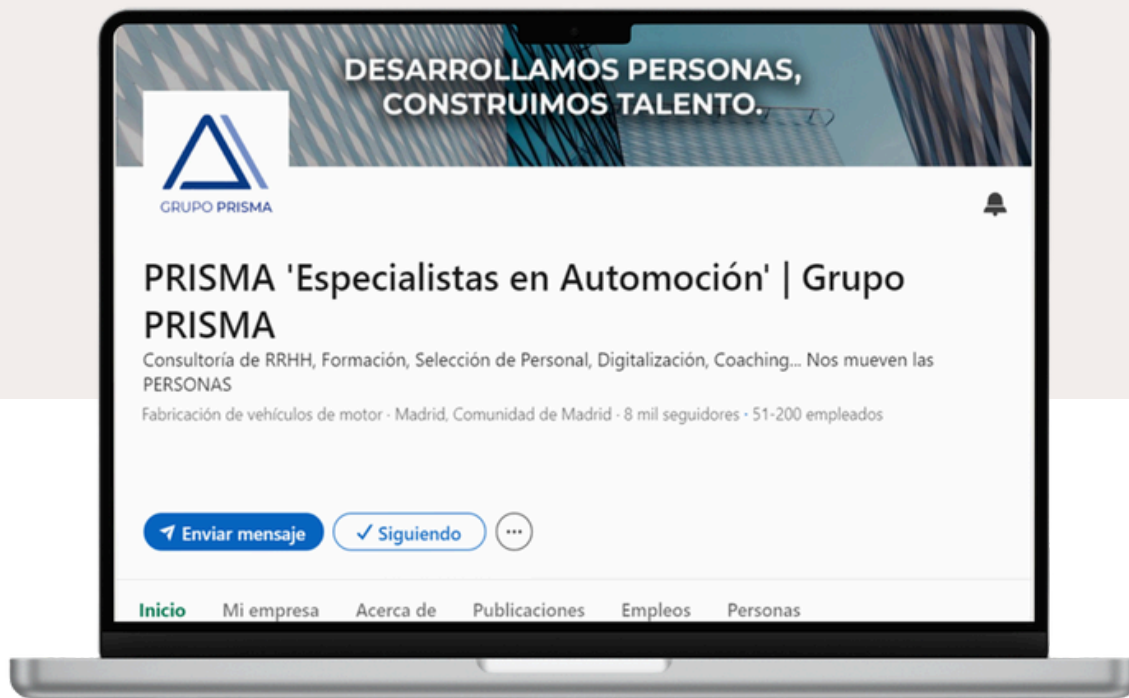 DESARROLLAMOS PERSONAS,
CONSTRUIMOS TALENTO.
GRUPO PRISMA
PRISMA 'Especialistas en Automoción' | Grupo
PRISMA
Consultoría de RRHH, Formación, Selección de Personal, Digitalización, Coaching... Nos mueven las
PERSONAS
Fabricación de vehículos de motor · Madrid, Comunidad de Madrid · 8 mil seguidores · 51-200 empleados
Enviar mensaje ✓ Siguiendo ...
Inicio Mi empresa Acerca de Publicaciones Empleos Personas